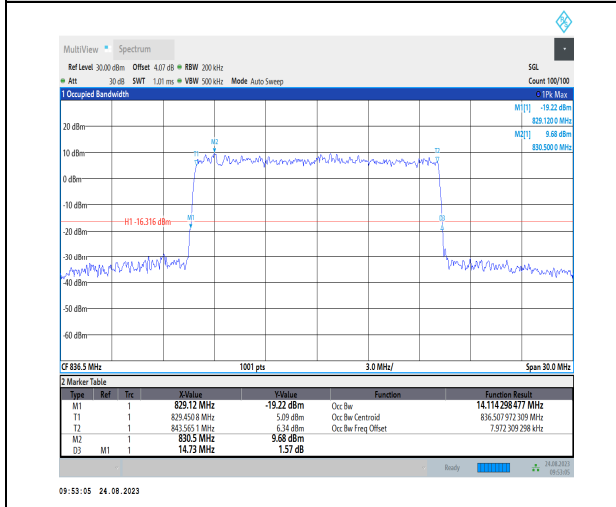 MultiView Spectrum
Ref Level 30.00 dBm Offset 4.07 dB RBW 200 kHz SGL
Att 30 dB SWT 1.01 ms VBW 500 kHz Mode Auto Sweep Count 100/100
1 Occupied Bandwidth 1Pk Max
M1[1] -19.22 dBm
829.1200 MHz
M2[1] 9.68 dBm
830.5000 MHz
20 dBm
10 dBm
0 dBm
-10 dBm
-20 dBm
-30 dBm
-40 dBm
-50 dBm
-60 dBm
H1 -16.316 dBm
M1
T1
M2
T2
D3
CF 836.5 MHz 1001 pts 3.0 MHz/ Span 30.0 MHz
2 Marker Table
Type Ref Trc X-Value Y-Value Function Function Result
M1 1 829.12 MHz -19.22 dBm Occ Bw 14.114 298 477 MHz
T1 1 829.450 8 MHz 5.09 dBm Occ Bw Centroid 836.507 972 309 MHz
T2 1 843.565 1 MHz 6.34 dBm Occ Bw Freq Offset 7.972 309 298 kHz
M2 1 830.5 MHz 9.68 dBm
D3 M1 1 14.73 MHz 1.57 dB
Ready 24.08.2023
09:53:05
09:53:05 24.08.2023